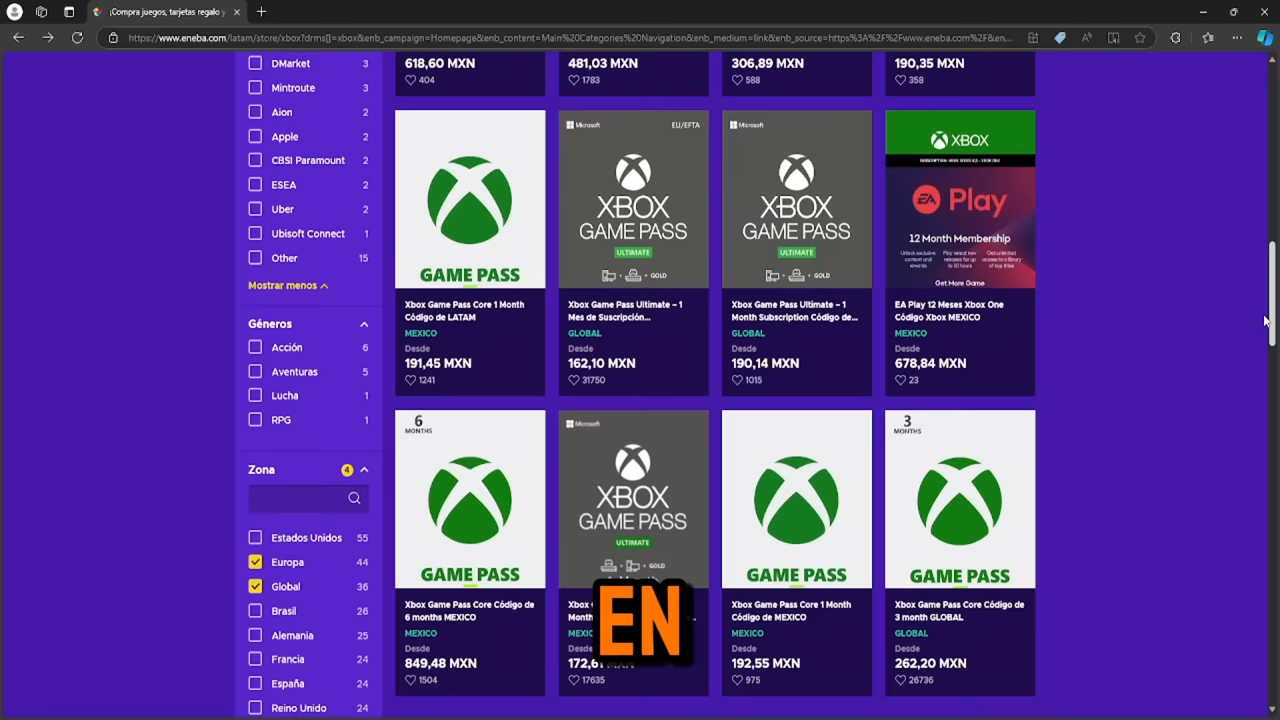 ¡Compra juegos, tarjetas regalo y
https://www.eneba.com/latam/store/xbox?drms[]=xbox&enb_campaign=Homepage&enb_content=Main%20Categories%20Navigation&enb_medium=link&enb_source=https%3A%2F%2Fwww.eneba.com%2F&en...
DMarket 3
Mintroute 3
Aion 2
Apple 2
CBSI Paramount 2
ESEA 2
Uber 2
Ubisoft Connect 1
Other 15
Mostrar menos
Géneros
Acción 6
Aventuras 5
Lucha 1
RPG 1
Zona 4
Estados Unidos 55
Europa 44
Global 36
Brasil 26
Alemania 25
Francia 24
España 24
Reino Unido 24
618,60 MXN
404
481,03 MXN
1783
306,89 MXN
588
190,35 MXN
358
GAME PASS
Xbox Game Pass Core 1 Month
Código de LATAM
MEXICO
Desde
191,45 MXN
1241
Microsoft EU/EFTA
XBOX
GAME PASS
ULTIMATE
+ GOLD
Xbox Game Pass Ultimate – 1
Mes de Suscripción...
GLOBAL
Desde
162,10 MXN
31750
Microsoft
XBOX
GAME PASS
ULTIMATE
+ GOLD
Xbox Game Pass Ultimate – 1
Month Subscription Código de...
GLOBAL
Desde
190,14 MXN
1015
XBOX
EA Play
12 Month Membership
Get More Game
EA Play 12 Meses Xbox One
Código Xbox MEXICO
MEXICO
Desde
678,84 MXN
23
6
MONTHS
GAME PASS
Xbox Game Pass Core Código de
6 months MEXICO
MEXICO
Desde
849,48 MXN
1504
Microsoft
XBOX
GAME PASS
ULTIMATE
+ GOLD
EN
Desde
17635
GAME PASS
Xbox Game Pass Core 1 Month
Código de MEXICO
MEXICO
Desde
192,55 MXN
975
3
MONTHS
GAME PASS
Xbox Game Pass Core Código de
3 month GLOBAL
GLOBAL
Desde
262,20 MXN
26736